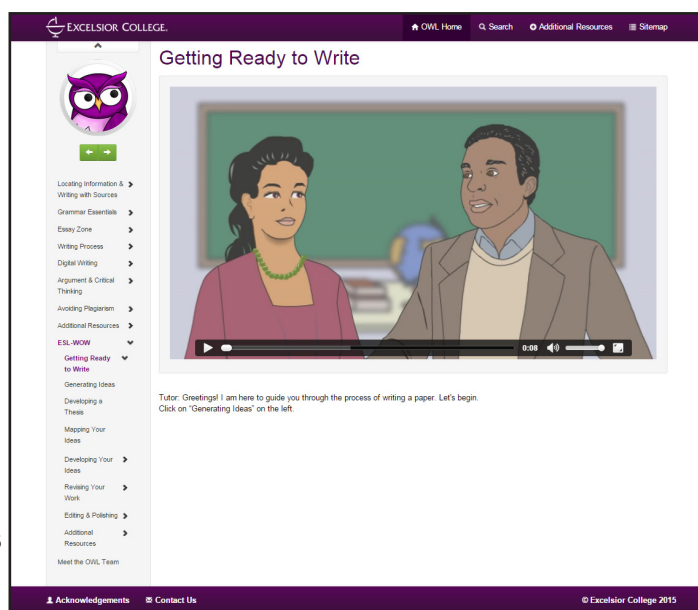 EXCELSIOR COLLEGE.
OWL Home
Search
Additional Resources
Sitemap
Getting Ready to Write
Locating Information &
Writing with Sources
Grammar Essentials
Essay Zone
Writing Process
Digital Writing
Argument & Critical
Thinking
Avoiding Plagiarism
Additional Resources
ESL-WOW
Getting Ready
to Write
Generating Ideas
Developing a
Thesis
Mapping Your
Ideas
Developing Your
Ideas
Revising Your
Work
Editing & Polishing
Additional
Resources
Meet the OWL Team
0:08
Tutor: Greetings! I am here to guide you through the process of writing a paper. Let's begin.
Click on "Generating Ideas" on the left.
Acknowledgements
Contact Us
© Excelsior College 2015